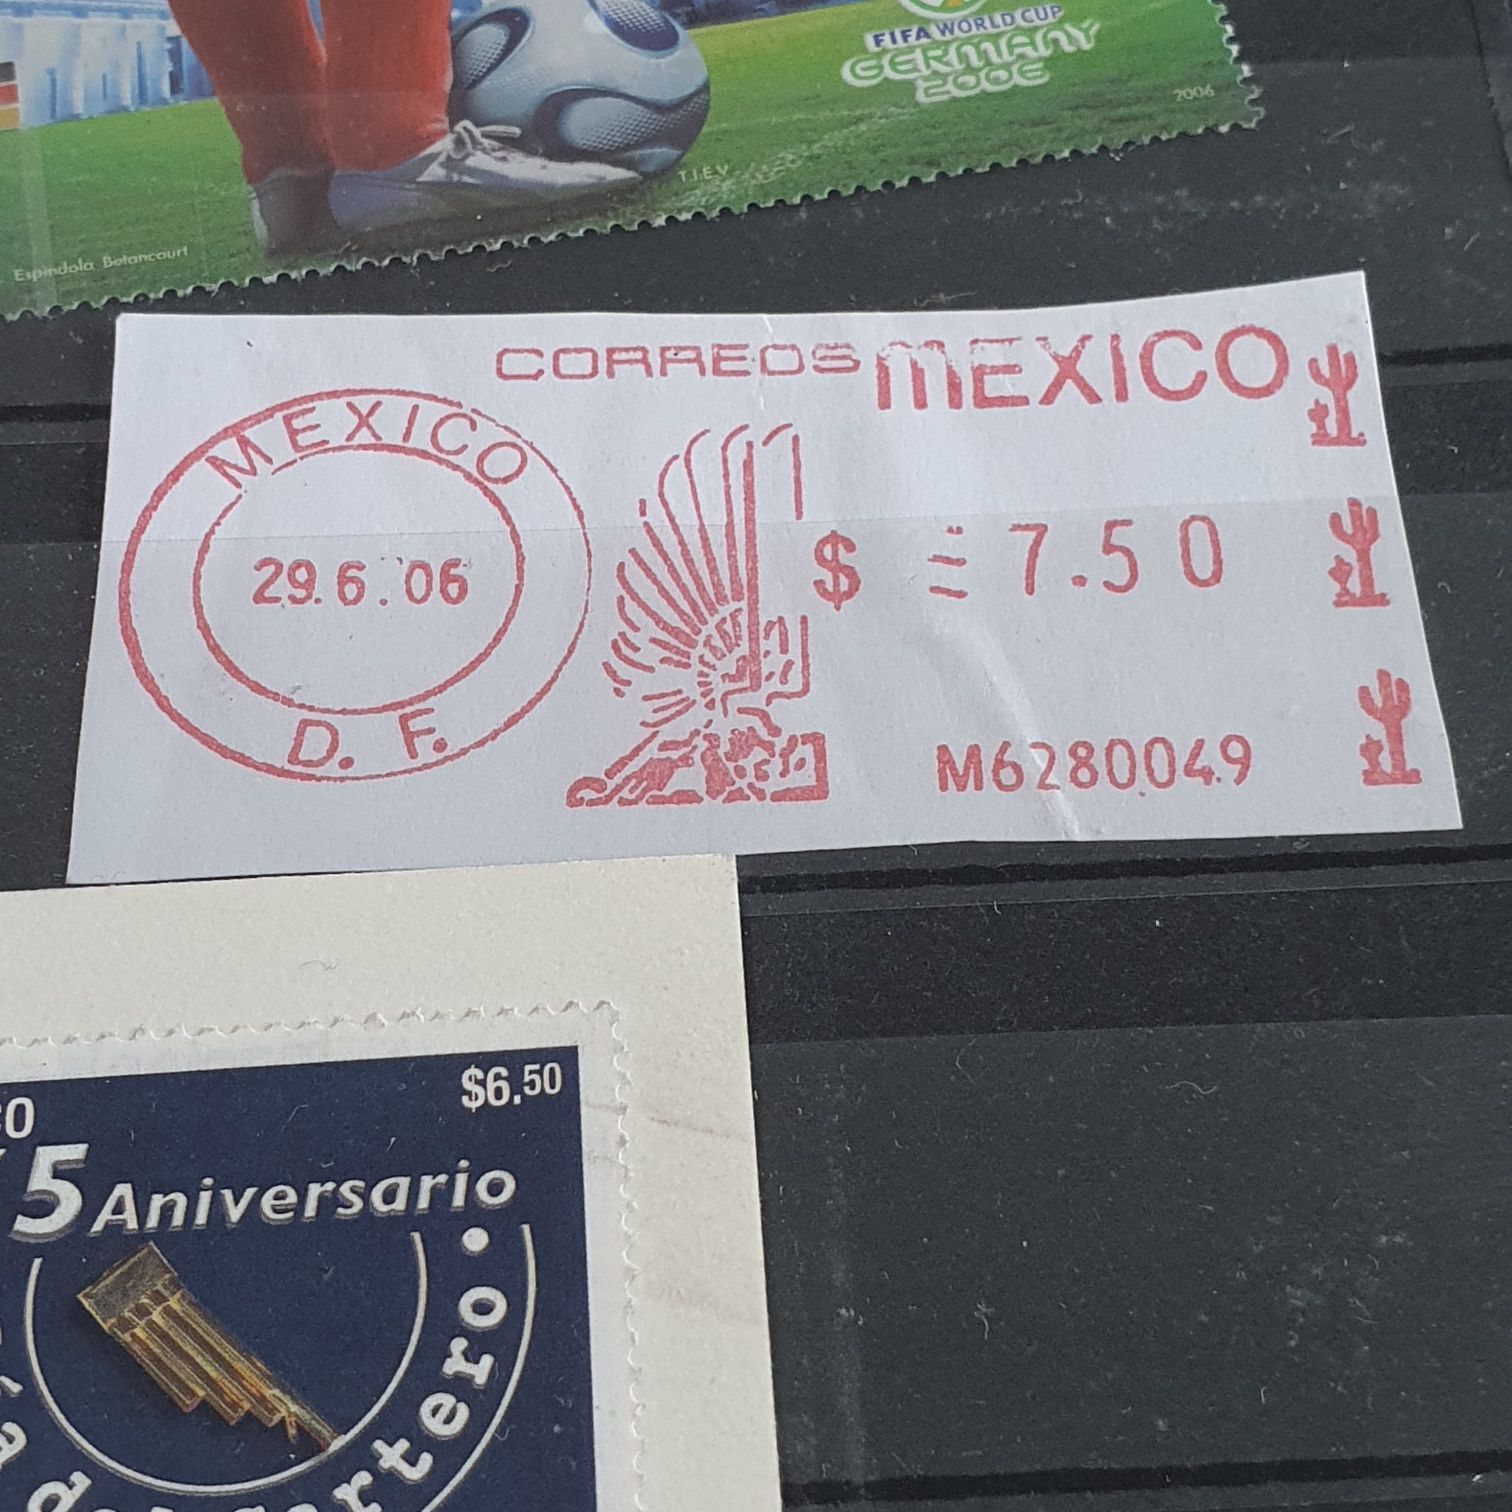 FIFA WORLD CUP
GERMANY
2006
2006
T.I.E.V.
Espindola Betancourt
CORREOS MEXICO
MEXICO
29.6.'06
D. F.
$ = 7.50
M6280049
$6.50
5 Aniversario